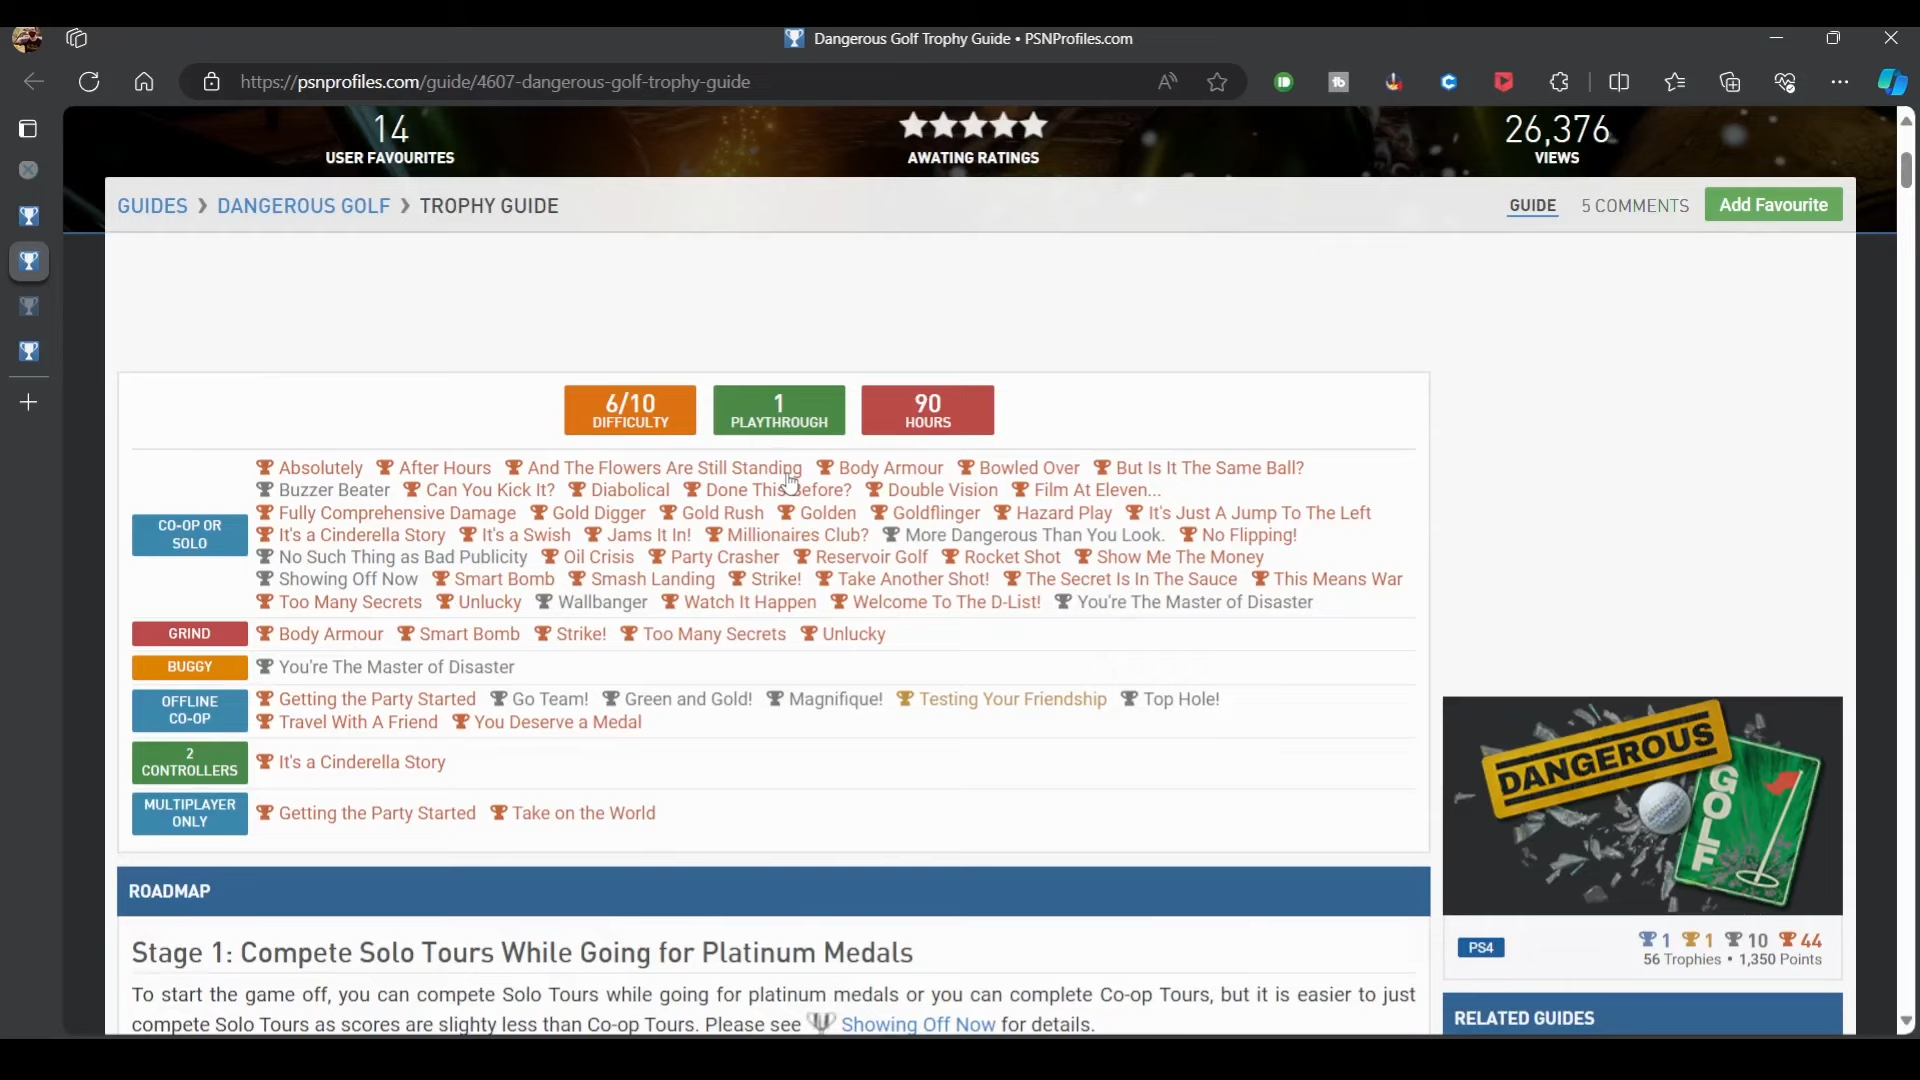 Dangerous Golf Trophy Guide • PSNProfiles.com
https://psnprofiles.com/guide/4607-dangerous-golf-trophy-guide
14
USER FAVOURITES
AWATING RATINGS
26,376
VIEWS
GUIDES › DANGEROUS GOLF › TROPHY GUIDE
GUIDE 5 COMMENTS Add Favourite
6/10
DIFFICULTY
1
PLAYTHROUGH
90
HOURS
CO-OP OR
SOLO
Absolutely After Hours And The Flowers Are Still Standing Body Armour Bowled Over But Is It The Same Ball?
Buzzer Beater Can You Kick It? Diabolical Done This Before? Double Vision Film At Eleven...
Fully Comprehensive Damage Gold Digger Gold Rush Golden Goldflinger Hazard Play It's Just A Jump To The Left
It's a Cinderella Story It's a Swish Jams It In! Millionaires Club? More Dangerous Than You Look. No Flipping!
No Such Thing as Bad Publicity Oil Crisis Party Crasher Reservoir Golf Rocket Shot Show Me The Money
Showing Off Now Smart Bomb Smash Landing Strike! Take Another Shot! The Secret Is In The Sauce This Means War
Too Many Secrets Unlucky Wallbanger Watch It Happen Welcome To The D-List! You're The Master of Disaster
GRIND Body Armour Smart Bomb Strike! Too Many Secrets Unlucky
BUGGY You're The Master of Disaster
OFFLINE
CO-OP
Getting the Party Started Go Team! Green and Gold! Magnifique! Testing Your Friendship Top Hole!
Travel With A Friend You Deserve a Medal
2
CONTROLLERS
It's a Cinderella Story
MULTIPLAYER
ONLY
Getting the Party Started Take on the World
ROADMAP
Stage 1: Compete Solo Tours While Going for Platinum Medals
To start the game off, you can compete Solo Tours while going for platinum medals or you can complete Co-op Tours, but it is easier to just
compete Solo Tours as scores are slighty less than Co-op Tours. Please see Showing Off Now for details.
DANGEROUS
GOLF
PS4 1 1 10 44
56 Trophies • 1,350 Points
RELATED GUIDES